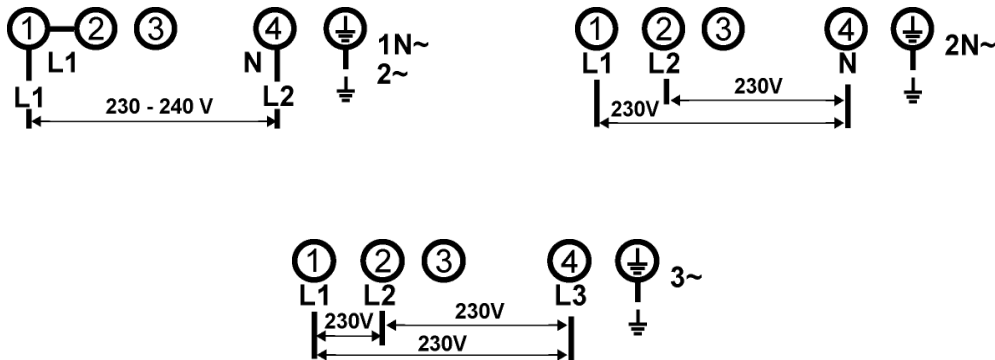 1 2 3 4 1N~
L1 N 2~
L1 L2
230 - 240 V
1 2 3 4 2N~
L1 L2 N
230V
230V
1 2 3 4 3~
L1 L2 L3
230V 230V
230V